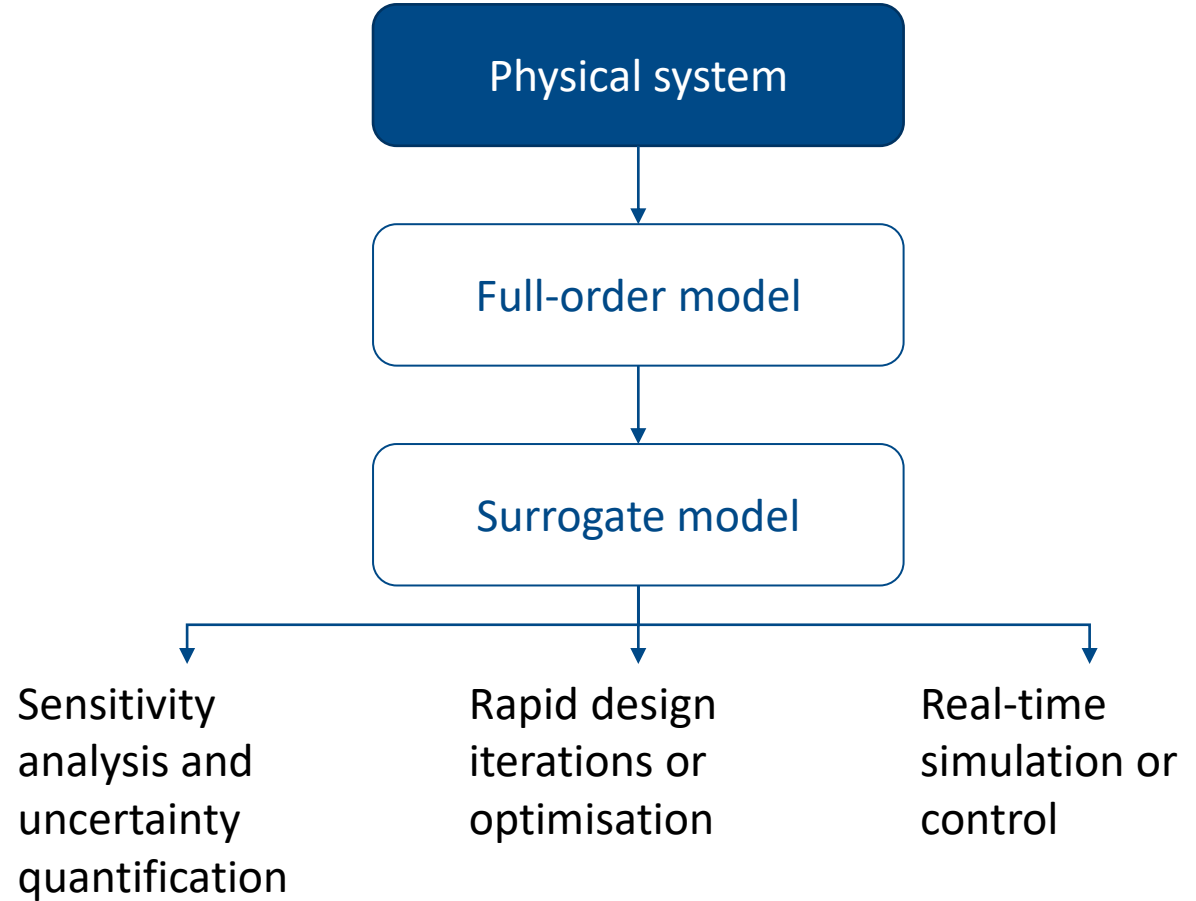 Physical system
Full-order model
Surrogate model
Sensitivity
analysis and
uncertainty
quantification
Rapid design
iterations or
optimisation
Real-time
simulation or
control